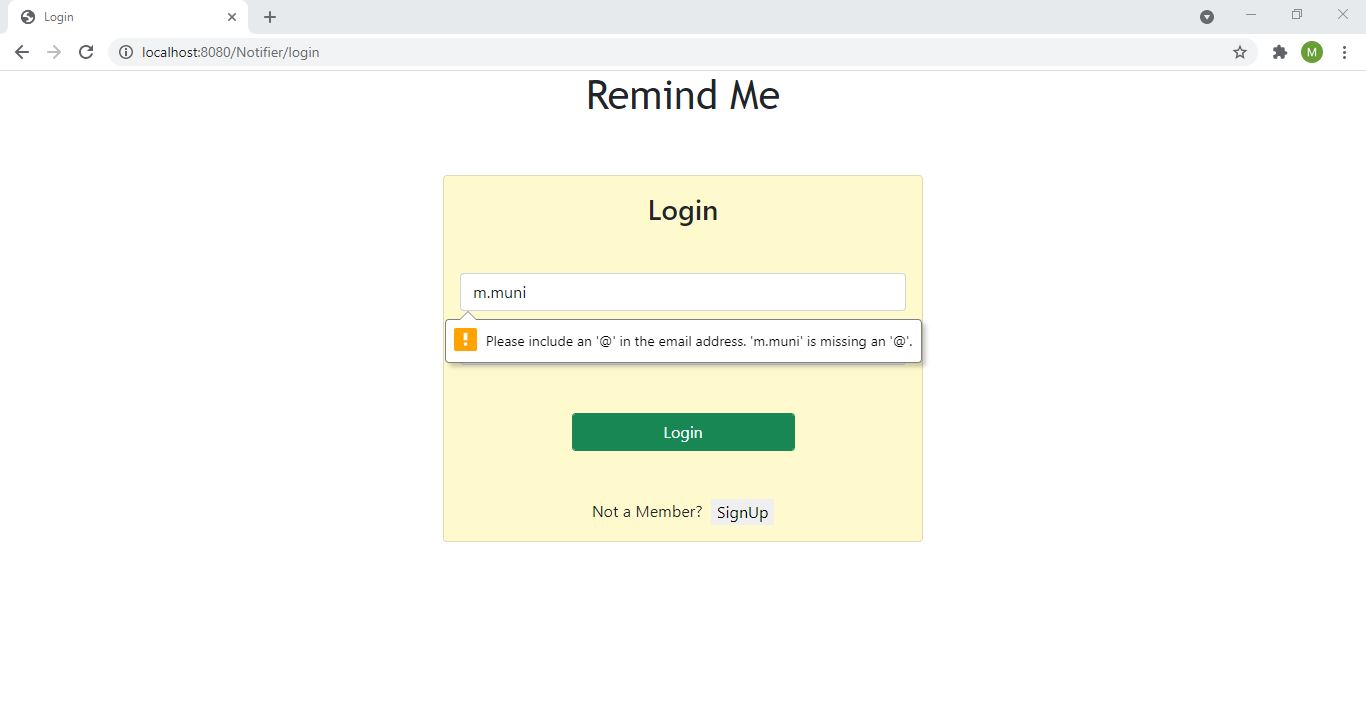 Login
localhost:8080/Notifier/login
M
Remind Me
Login
m.muni
Please include an '@' in the email address. 'm.muni' is missing an '@'.
Login
Not a Member? SignUp